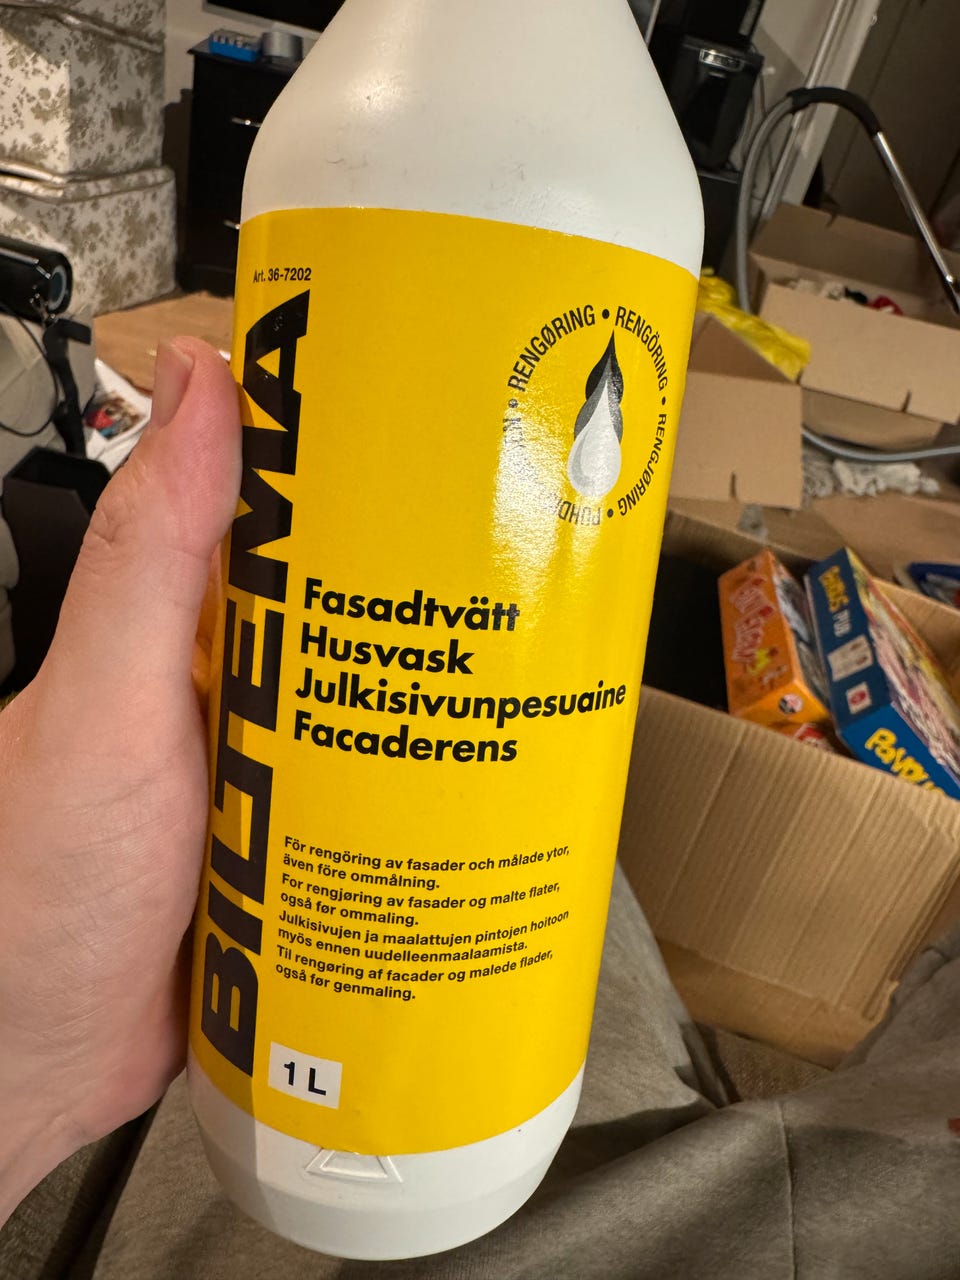 Art. 36-7202
BILTEMA
RENGØRING • RENGÖRING • RENGJØRING •
Fasadtvätt
Husvask
Julkisivunpesuaine
Facaderens
För rengöring av fasader och målade ytor,
även före ommålning.
For rengjøring av fasader og malte flater,
også før ommaling.
Julkisivujen ja maalattujen pintojen hoitoon
myös ennen uudelleenmaalaamista.
Til rengøring af facader og malede flader,
også før genmaling.
1 L